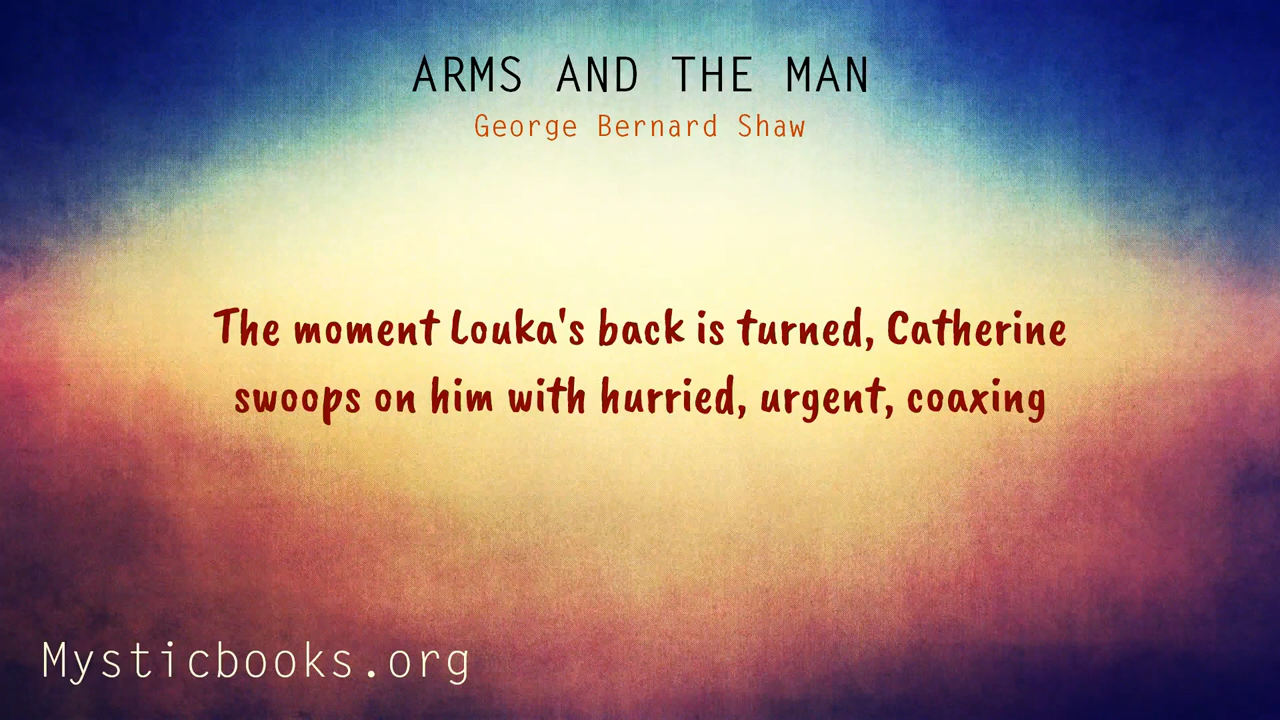 ARMS AND THE MAN
George Bernard Shaw
The moment Louka's back is turned, Catherine
swoops on him with hurried, urgent, coaxing
Mysticbooks.org